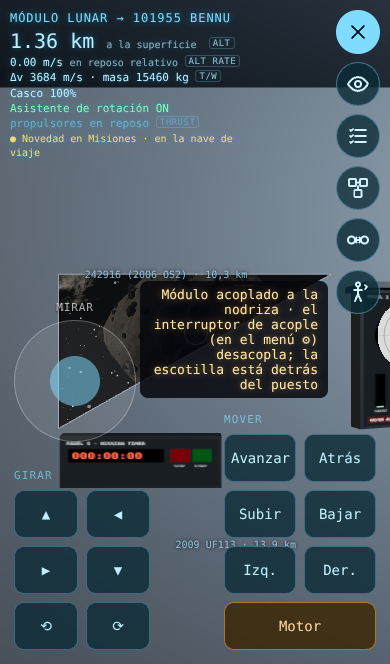 MÓDULO LUNAR → 101955 BENNU
1.36 km a la superficie ALT
0.00 m/s en reposo relativo ALT RATE
Δv 3684 m/s · masa 15460 kg T/W
Casco 100%
Asistente de rotación ON
propulsores en reposo THRUST
● Novedad en Misiones · en la nave de
viaje
242916 (2006 OS2) · 10,3 km
MIRAR
Módulo acoplado a la
nodriza · el
interruptor de acople
(en el menú ⚙)
desacopla; la
escotilla está detrás
del puesto
MOVER
000:00:00
GIRAR
Avanzar Atrás
▲ ◄ Subir Bajar
2009 UF113 · 13,9 km
► ▼ Izq. Der.
⟲ ⟳ Motor